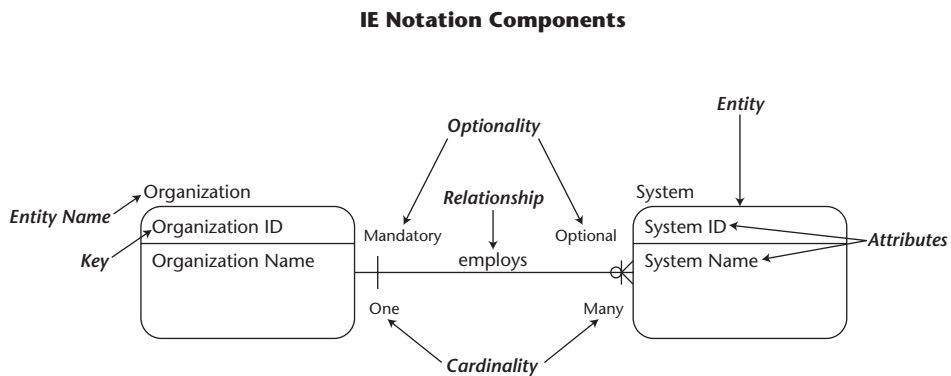 IE Notation Components
Entity
Optionality
Organization
Relationship
System
Entity Name
Organization ID
Mandatory
Optional
System ID
Key
Attributes
Organization Name
employs
System Name
One
Many
Cardinality